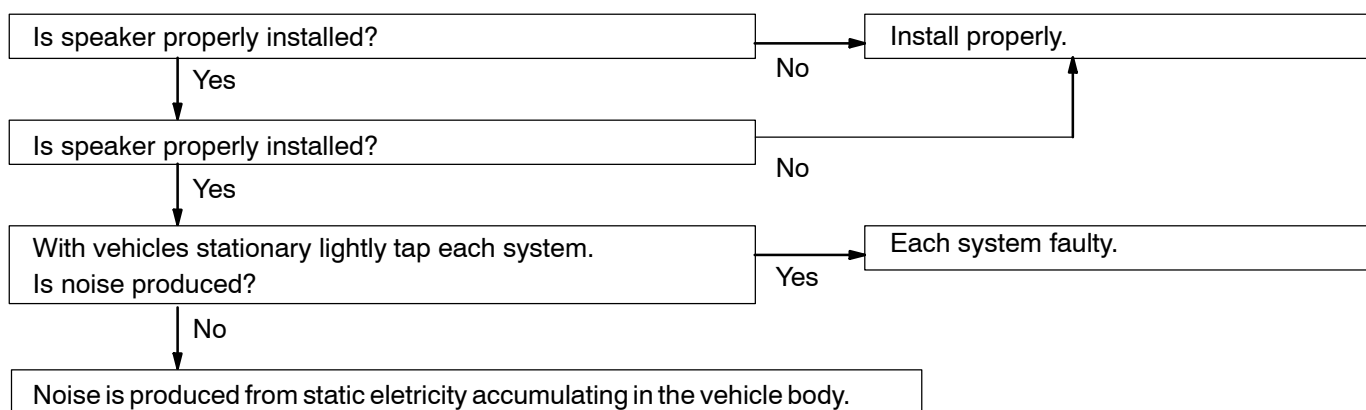 Is speaker properly installed?
Install properly.
No
Yes
Is speaker properly installed?
No
Yes
With vehicles stationary lightly tap each system.
Is noise produced?
Each system faulty.
Yes
No
Noise is produced from static eletricity accumulating in the vehicle body.